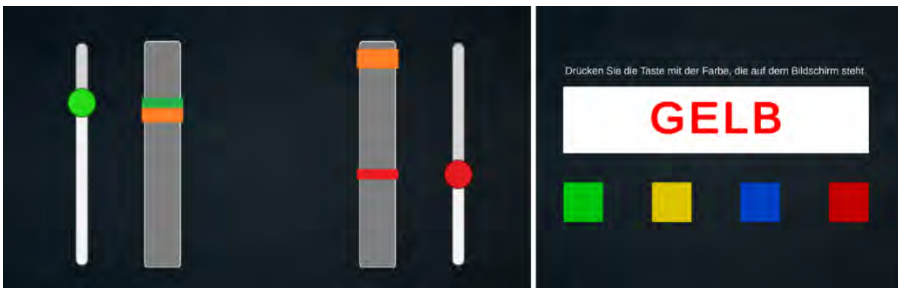 Drücken Sie die Taste mit der Farbe, die auf dem Bildschirm steht.
GELB